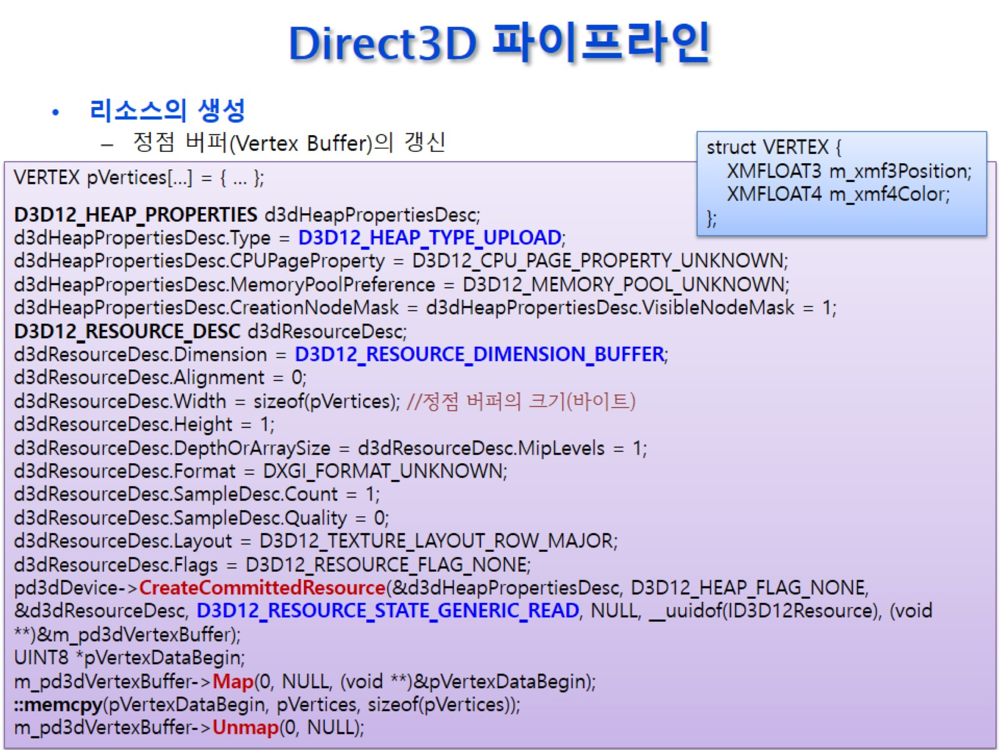 Direct3D 파이프라인
• 리소스의 생성
– 정점 버퍼(Vertex Buffer)의 갱신
struct VERTEX {
XMFLOAT3 m_xmf3Position;
XMFLOAT4 m_xmf4Color;
};
VERTEX pVertices[...] = { ... };
D3D12_HEAP_PROPERTIES d3dHeapPropertiesDesc;
d3dHeapPropertiesDesc.Type = D3D12_HEAP_TYPE_UPLOAD;
d3dHeapPropertiesDesc.CPUPageProperty = D3D12_CPU_PAGE_PROPERTY_UNKNOWN;
d3dHeapPropertiesDesc.MemoryPoolPreference = D3D12_MEMORY_POOL_UNKNOWN;
d3dHeapPropertiesDesc.CreationNodeMask = d3dHeapPropertiesDesc.VisibleNodeMask = 1;
D3D12_RESOURCE_DESC d3dResourceDesc;
d3dResourceDesc.Dimension = D3D12_RESOURCE_DIMENSION_BUFFER;
d3dResourceDesc.Alignment = 0;
d3dResourceDesc.Width = sizeof(pVertices); //정점 버퍼의 크기(바이트)
d3dResourceDesc.Height = 1;
d3dResourceDesc.DepthOrArraySize = d3dResourceDesc.MipLevels = 1;
d3dResourceDesc.Format = DXGI_FORMAT_UNKNOWN;
d3dResourceDesc.SampleDesc.Count = 1;
d3dResourceDesc.SampleDesc.Quality = 0;
d3dResourceDesc.Layout = D3D12_TEXTURE_LAYOUT_ROW_MAJOR;
d3dResourceDesc.Flags = D3D12_RESOURCE_FLAG_NONE;
pd3dDevice->CreateCommittedResource(&d3dHeapPropertiesDesc, D3D12_HEAP_FLAG_NONE,
&d3dResourceDesc, D3D12_RESOURCE_STATE_GENERIC_READ, NULL, __uuidof(ID3D12Resource), (void
**)&m_pd3dVertexBuffer);
UINT8 *pVertexDataBegin;
m_pd3dVertexBuffer->Map(0, NULL, (void **)&pVertexDataBegin);
::memcpy(pVertexDataBegin, pVertices, sizeof(pVertices));
m_pd3dVertexBuffer->Unmap(0, NULL);